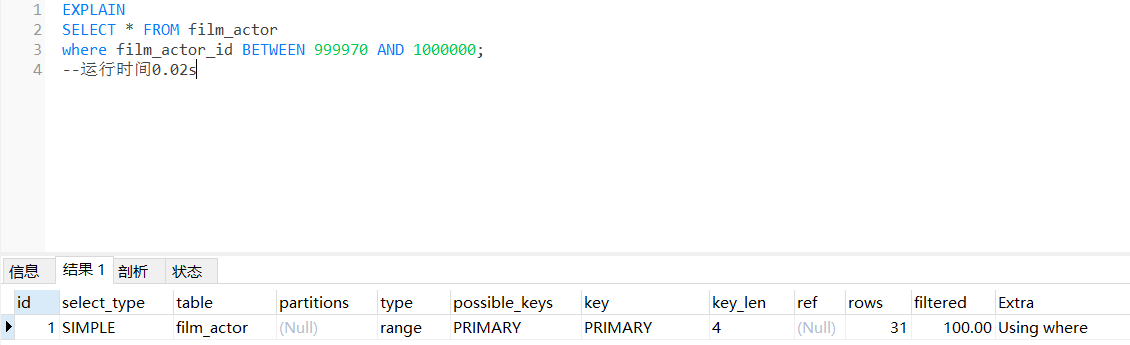 1 EXPLAIN
2 SELECT * FROM film_actor
3 where film_actor_id BETWEEN 999970 AND 1000000;
4 --运行时间0.02s
信息 结果 1 剖析 状态
id select_type table partitions type possible_keys key key_len ref rows filtered Extra
1 SIMPLE film_actor (Null) range PRIMARY PRIMARY 4 (Null) 31 100.00 Using where